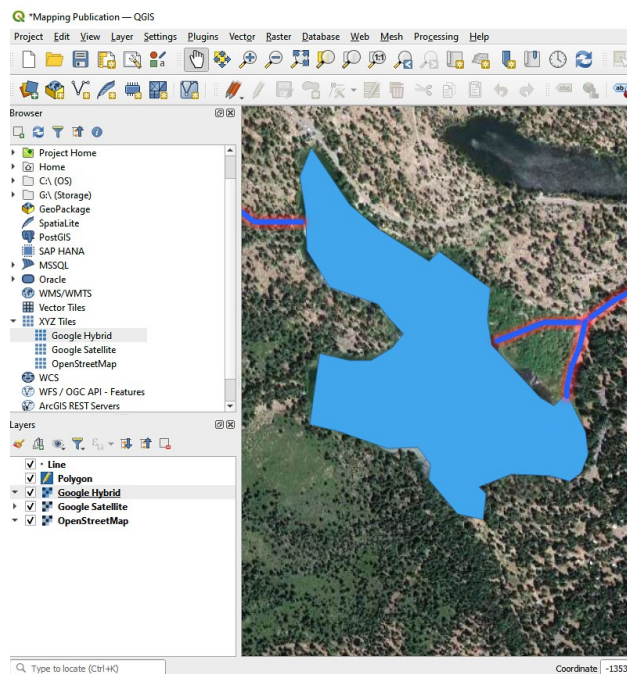 *Mapping Publication — QGIS
Project Edit View Layer Settings Plugins Vector Raster Database Web Mesh Processing Help
Browser
Project Home
Home
C:\ (OS)
G:\ (Storage)
GeoPackage
SpatiaLite
PostGIS
SAP HANA
MSSQL
Oracle
WMS/WMTS
Vector Tiles
XYZ Tiles
Google Hybrid
Google Satellite
OpenStreetMap
WCS
WFS / OGC API - Features
ArcGIS REST Servers
Layers
Line
Polygon
Google Hybrid
Google Satellite
OpenStreetMap
Type to locate (Ctrl+K) Coordinate -1353